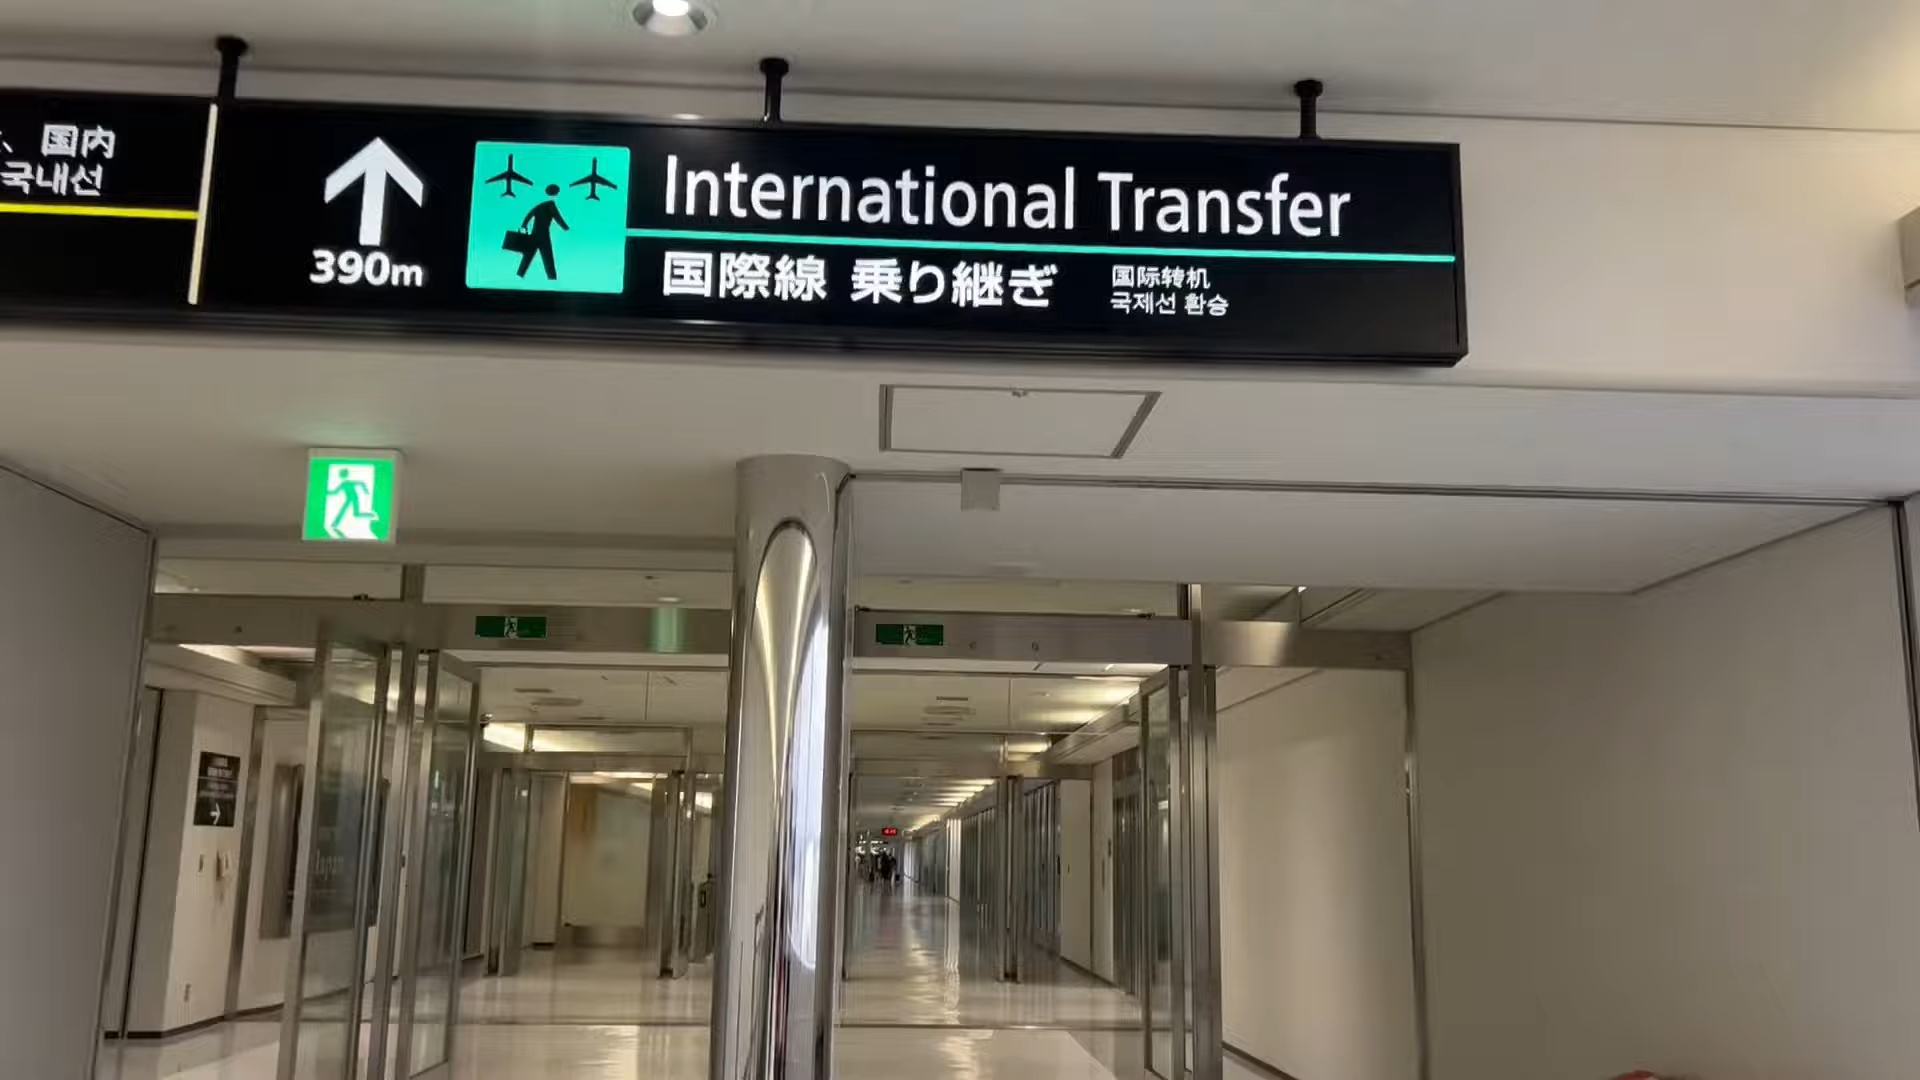 、 国内
국내선
390m
International Transfer
国際線 乗り継ぎ
国际转机
국제선 환승